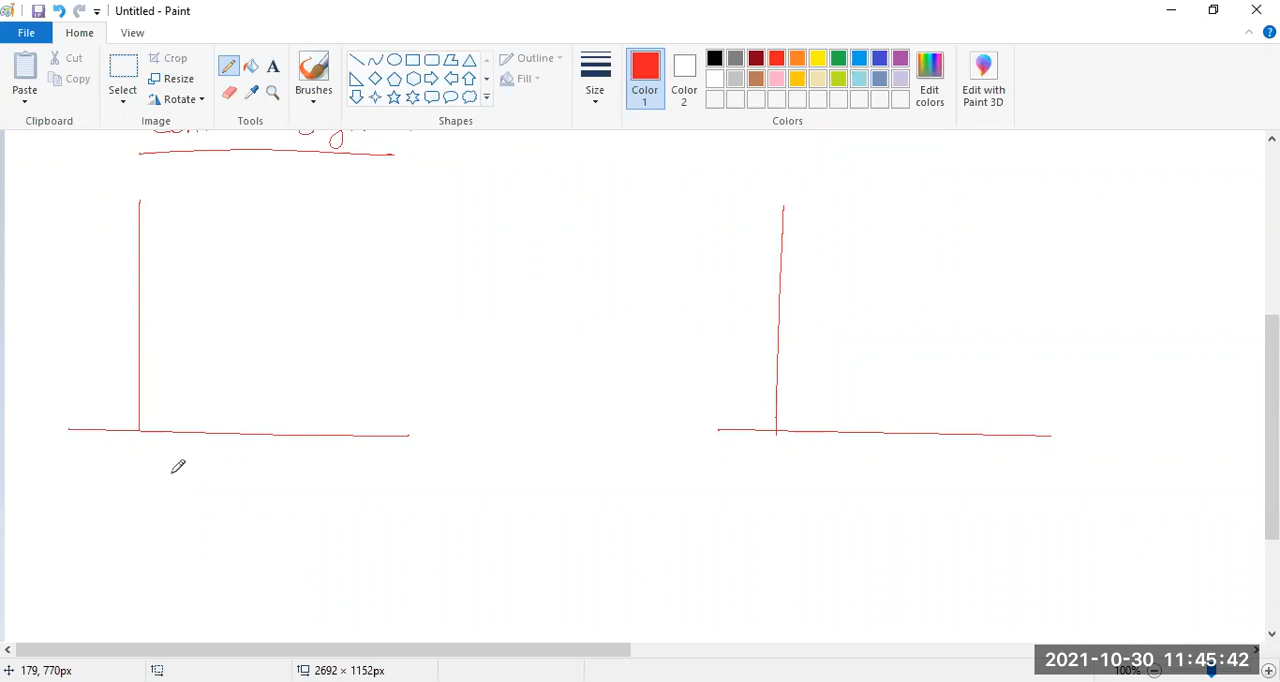 Untitled - Paint
File
Home
View
Paste
Cut
Copy
Clipboard
Select
Crop
Resize
Rotate
Image
A
Tools
Brushes
Shapes
Outline
Fill
Size
Color 1
Color 2
Edit colors
Edit with Paint 3D
Colors
179, 770px
2692 × 1152px
100%
2021-10-30 11:45:42